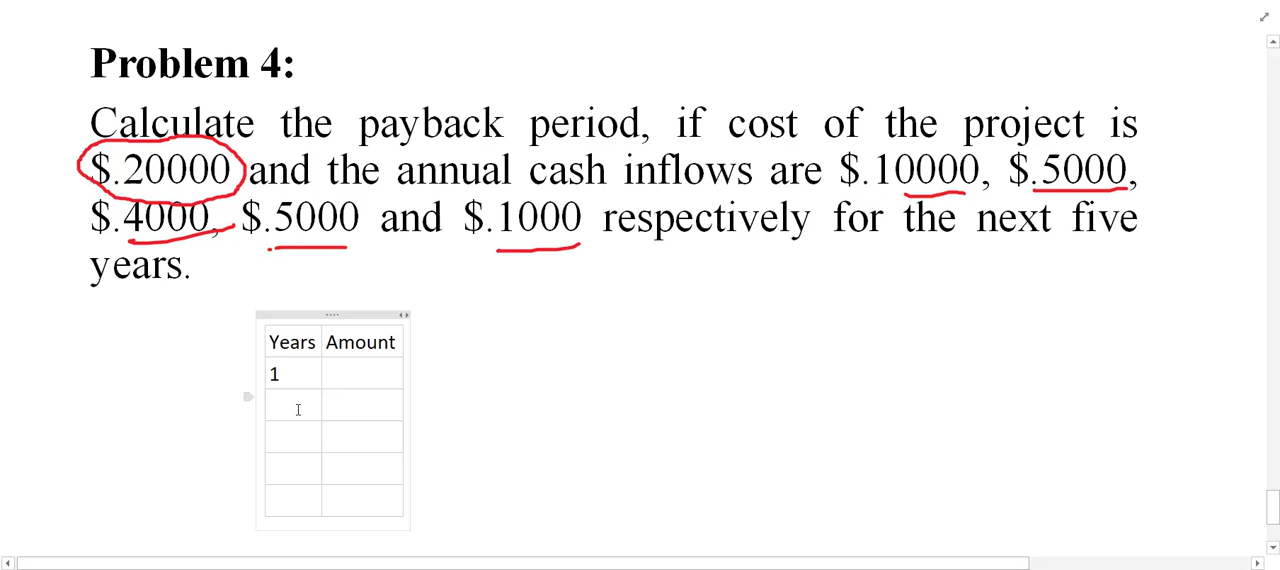 Problem 4:
Calculate the payback period, if cost of the project is
$.20000 and the annual cash inflows are $.10000, $.5000,
$.4000, $.5000 and $.1000 respectively for the next five
years.
Years Amount
1